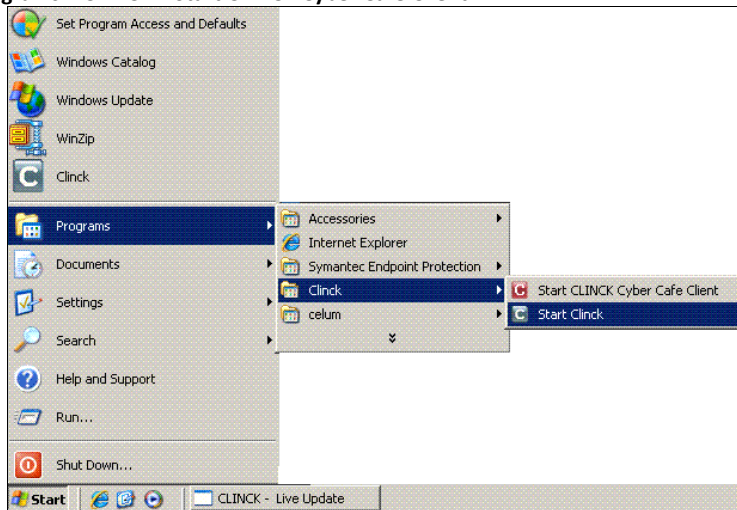 Set Program Access and Defaults
Windows Catalog
Windows Update
WinZip
Clinck
Programs
Documents
Settings
Search
Help and Support
Run...
Shut Down...
Accessories
Internet Explorer
Symantec Endpoint Protection
Clinck
celum
Start CLINCK Cyber Cafe Client
Start Clinck
Start
CLINCK - Live Update